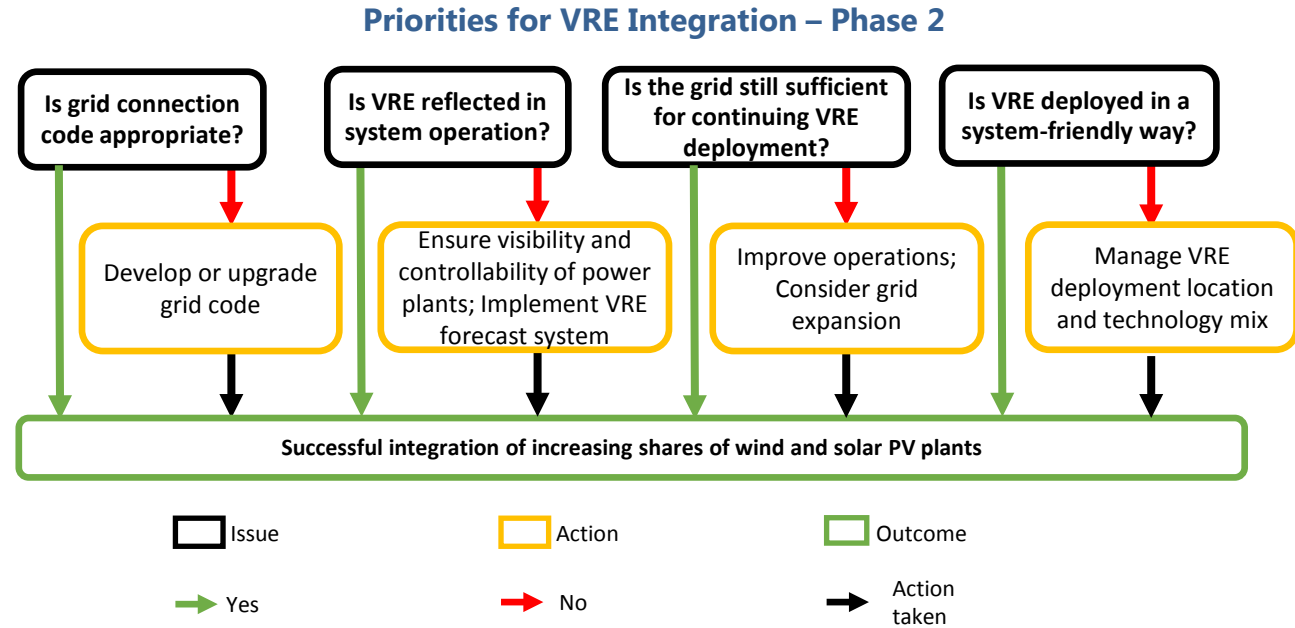 Priorities for VRE Integration – Phase 2
Is grid connection
code appropriate?
Is VRE reflected in
system operation?
Is the grid still sufficient
for continuing VRE
deployment?
Is VRE deployed in a
system-friendly way?
Develop or upgrade
grid code
Ensure visibility and
controllability of power
plants; Implement VRE
forecast system
Improve operations;
Consider grid
expansion
Manage VRE
deployment location
and technology mix
Successful integration of increasing shares of wind and solar PV plants
Issue
Action
Outcome
Yes
No
Action
taken